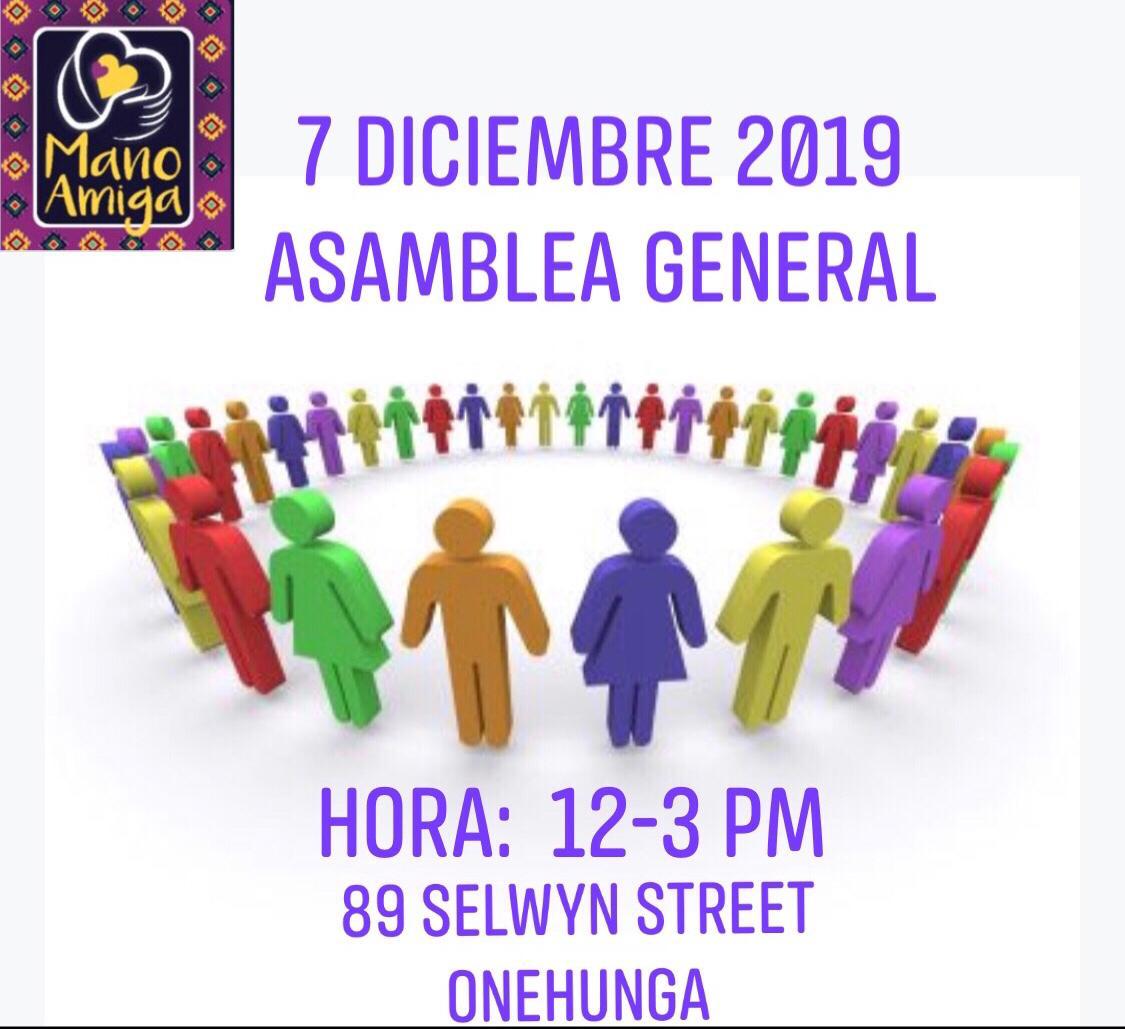 Mano
Amiga
7 DICIEMBRE 2019
ASAMBLEA GENERAL
HORA: 12-3 PM
89 SELWYN STREET
ONEHUNGA